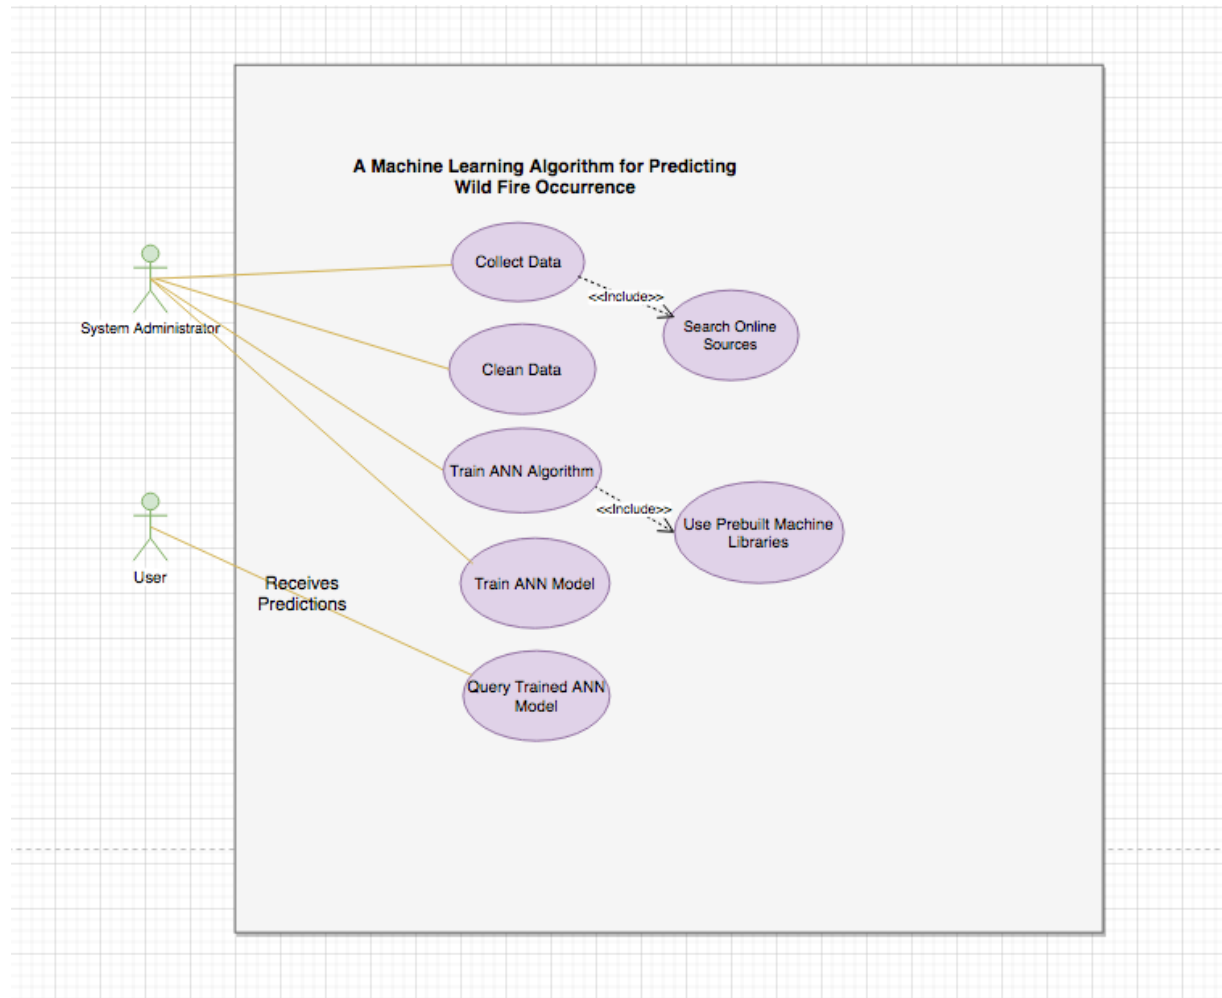 A Machine Learning Algorithm for Predicting
Wild Fire Occurrence
Collect Data
<<Include>>
Search Online
Sources
System Administrator
Clean Data
Train ANN Algorithm
<<Include>>
Use Prebuilt Machine
Libraries
User
Receives
Predictions
Train ANN Model
Query Trained ANN
Model